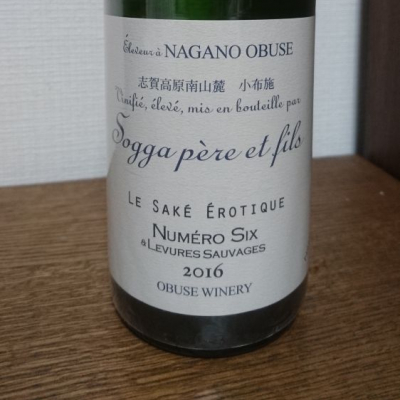 Éleveur à NAGANO OBUSE
志賀高原南山麓 小布施
Vinifié, élevé, mis en bouteille par
Sogga père et fils
LE SAKÉ ÉROTIQUE
NUMÉRO SIX
à LEVURES SAUVAGES
2016
OBUSE WINERY